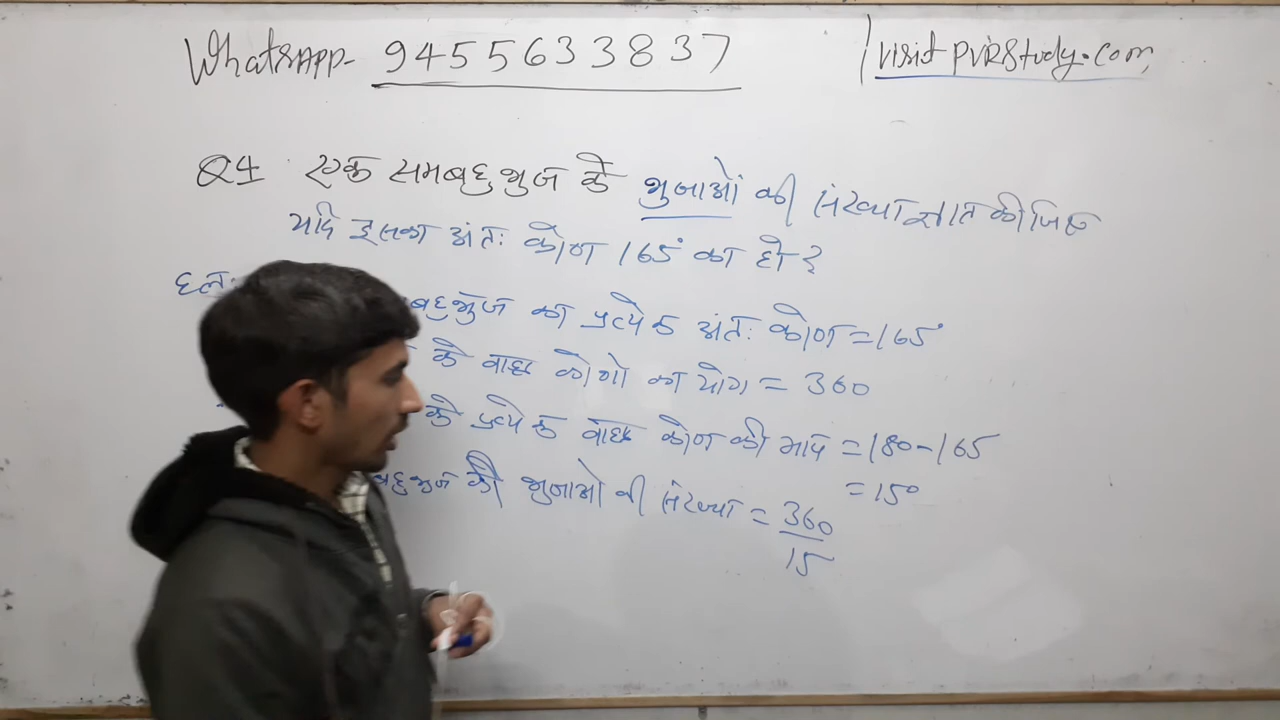 WhatsApp- 9455633837
visit PVRStudy.com
Q4 एक समबहुभुज के भुजाओं की संख्या ज्ञात कीजिए
यदि इसका अंतः कोण 165° का हो ?
हलः
बहुभुज का प्रत्येक अंतः कोण = 165°
के वाह्य कोणो का योग = 360
के प्रत्येक वाह्य कोण की माप = 180-165
= 15°
बहुभुज की भुजाओ की संख्या = 360/15